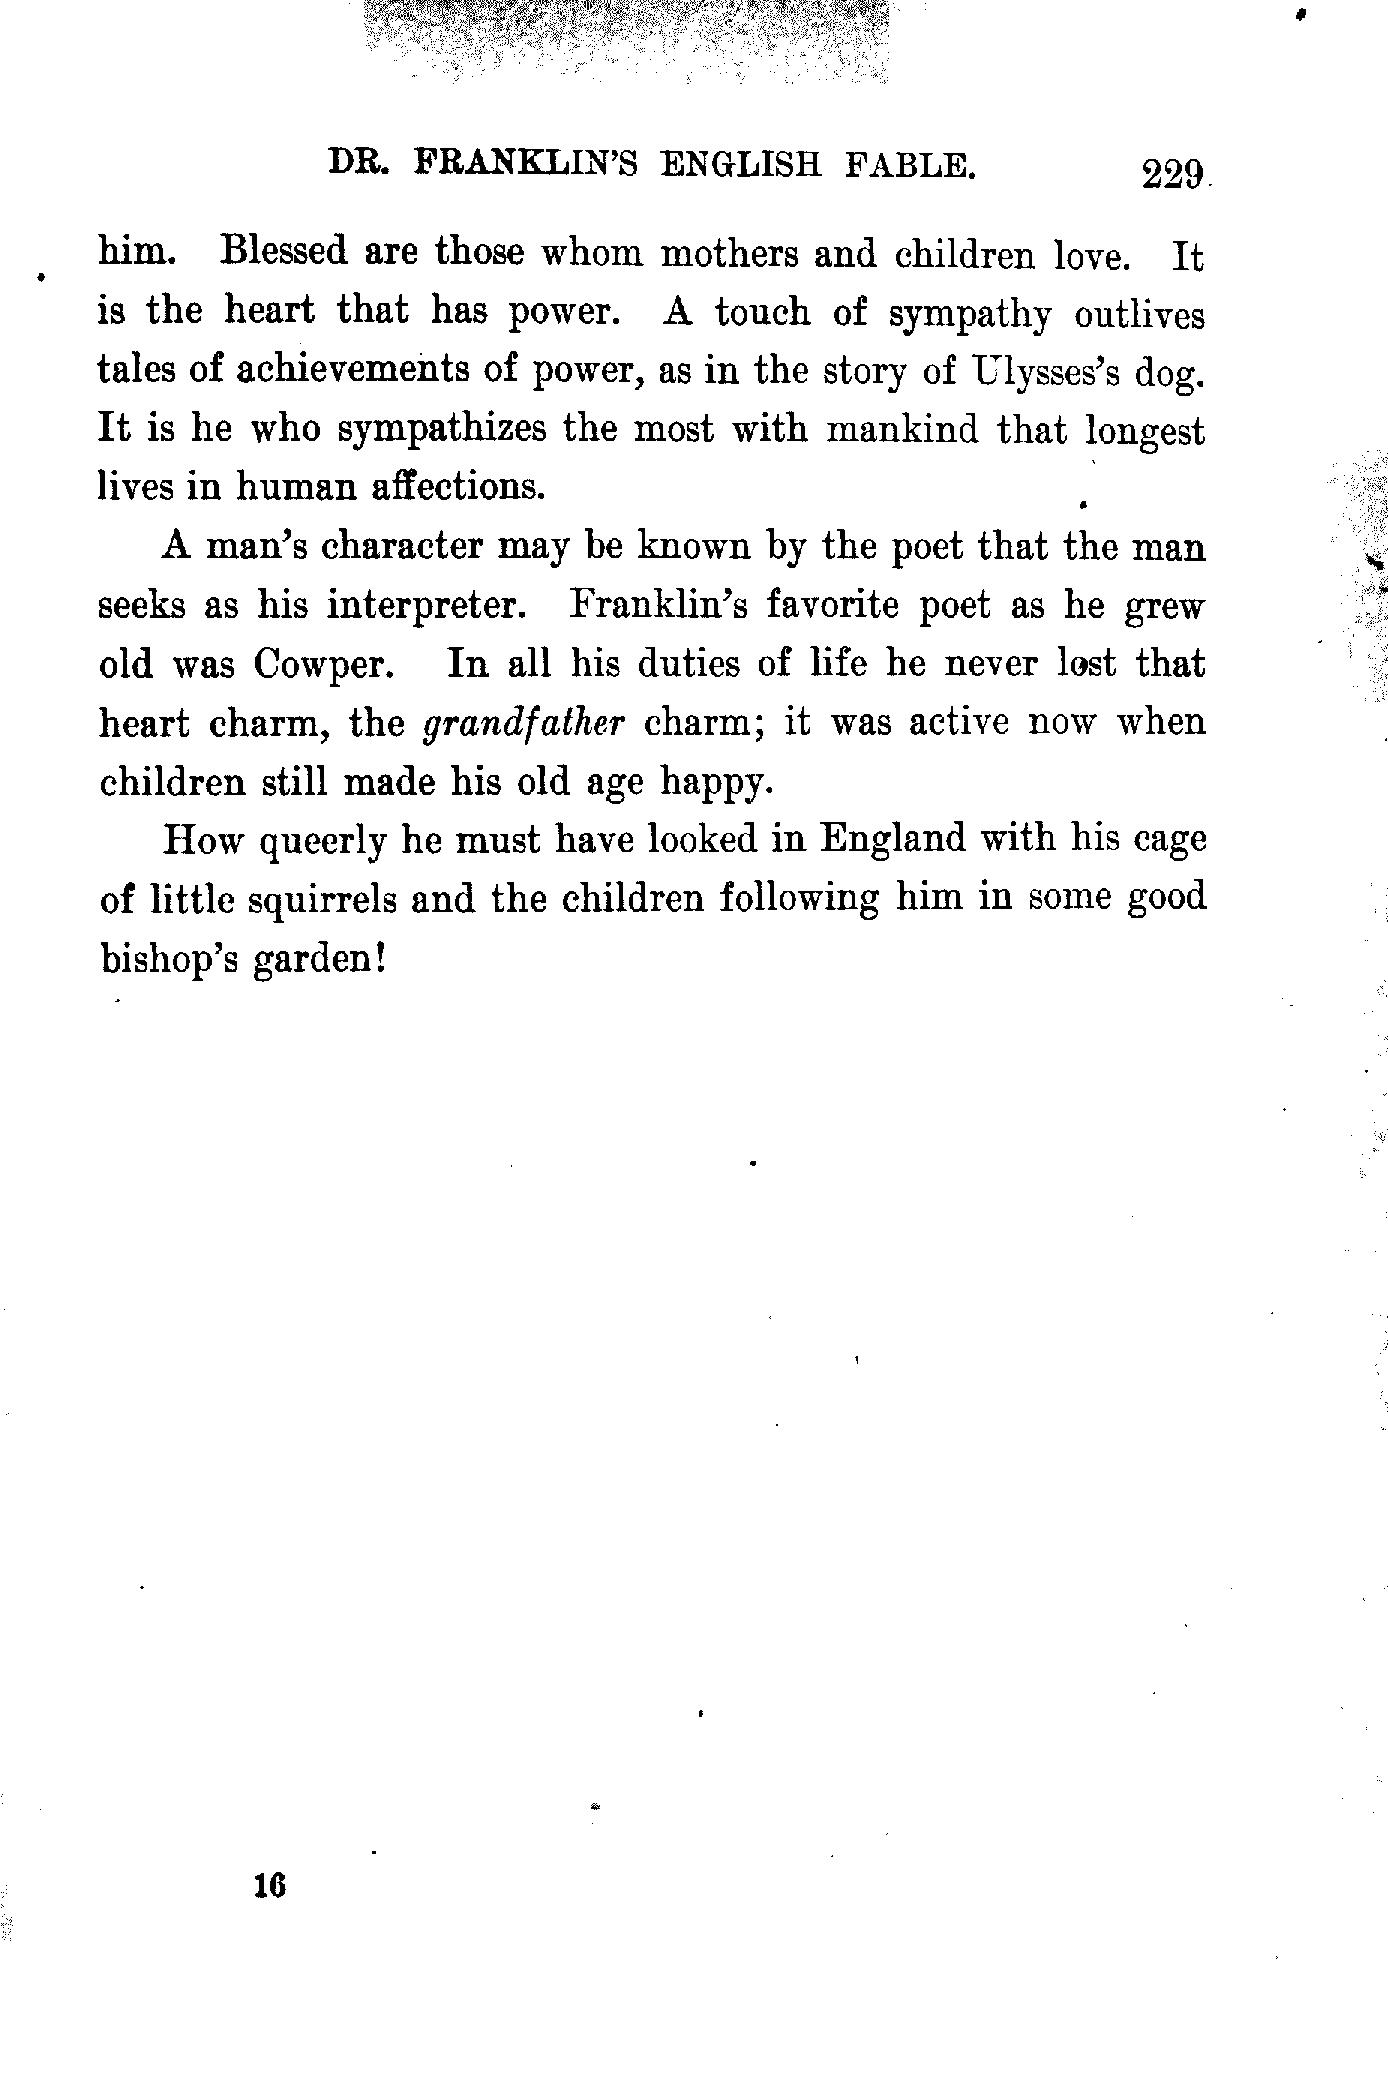 DR. FRANKLIN'S ENGLISH FABLE. 229
him. Blessed are those whom mothers and children love. It
is the heart that has power. A touch of sympathy outlives
tales of achievements of power, as in the story of Ulysses's dog.
It is he who sympathizes the most with mankind that longest
lives in human affections.
A man's character may be known by the poet that the man
seeks as his interpreter. Franklin's favorite poet as he grew
old was Cowper. In all his duties of life he never lost that
heart charm, the grandfather charm; it was active now when
children still made his old age happy.
How queerly he must have looked in England with his cage
of little squirrels and the children following him in some good
bishop's garden!
16